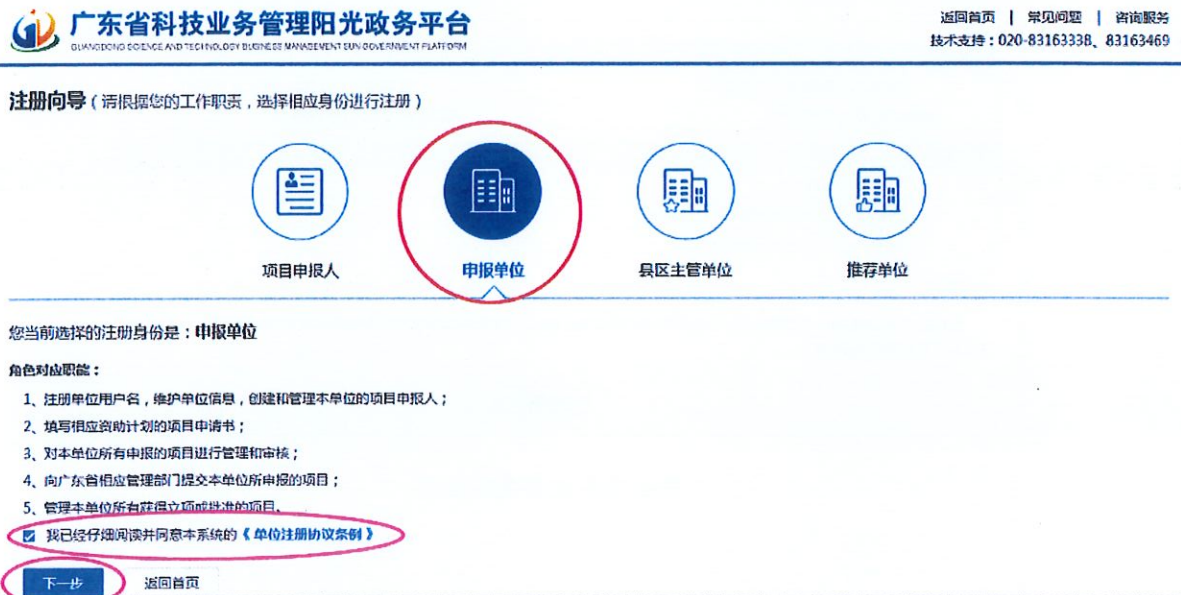 广东省科技业务管理阳光政务平台
GUANGDONG SCIENCE AND TECHNOLOGY BUSINESS MANAGEMENT SUN GOVERNMENT PLATFORM
返回首页 | 常见问题 | 咨询服务
技术支持:020-83163338、83163469
注册向导(请根据您的工作职责,选择相应身份进行注册)
项目申报人 申报单位 县区主管单位 推荐单位
您当前选择的注册身份是:申报单位
角色对应职能:
1、注册单位用户名,维护单位信息,创建和管理本单位的项目申报人;
2、填写相应资助计划的项目申请书;
3、对本单位所有申报的项目进行管理和审核;
4、向广东省相应管理部门提交本单位所申报的项目;
5、管理本单位所有获得立项或批准的项目。
我已经仔细阅读并同意本系统的《单位注册协议条例》
下一步 返回首页